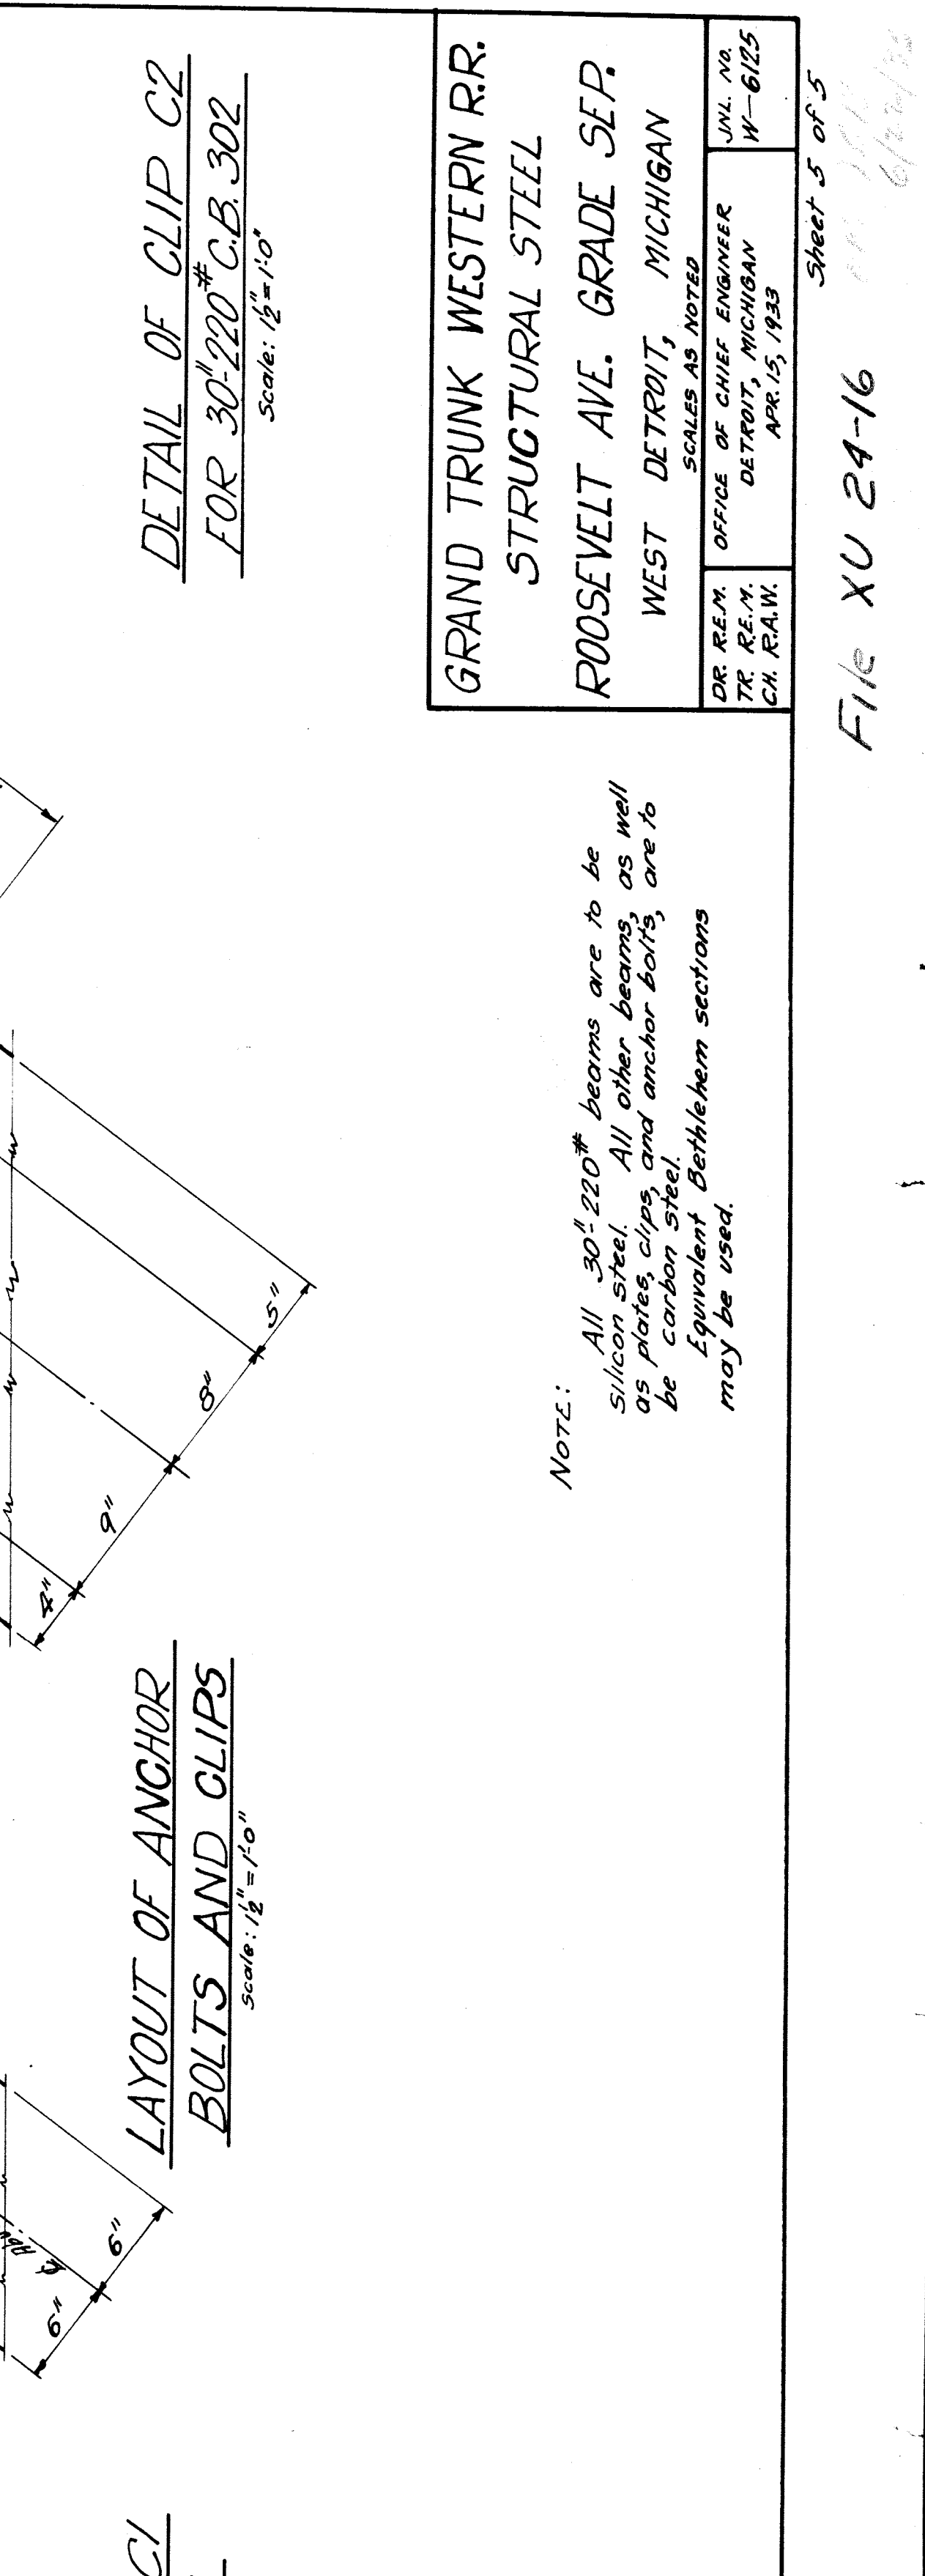 C1
6"
6"
LAYOUT OF ANCHOR
BOLTS AND CLIPS
Scale: 1½"=1'-0"
4"
9"
8"
5"
DETAIL OF CLIP C2
FOR 30"-220# C.B. 302
Scale: 1½"=1'-0"
NOTE:
All 30"-220# beams are to be
silicon steel. All other beams, as well
as plates, clips, and anchor bolts, are to
be carbon steel.
Equivalent Bethlehem sections
may be used.
GRAND TRUNK WESTERN R.R.
STRUCTURAL STEEL
ROOSEVELT AVE. GRADE SEP.
WEST DETROIT, MICHIGAN
SCALES AS NOTED
DR. R.E.M.
TR. R.E.M.
CH. R.A.W.
OFFICE OF CHIEF ENGINEER
DETROIT, MICHIGAN
APR. 15, 1933
JNL. NO.
W-6125
Sheet 5 of 5
File XU 24-16